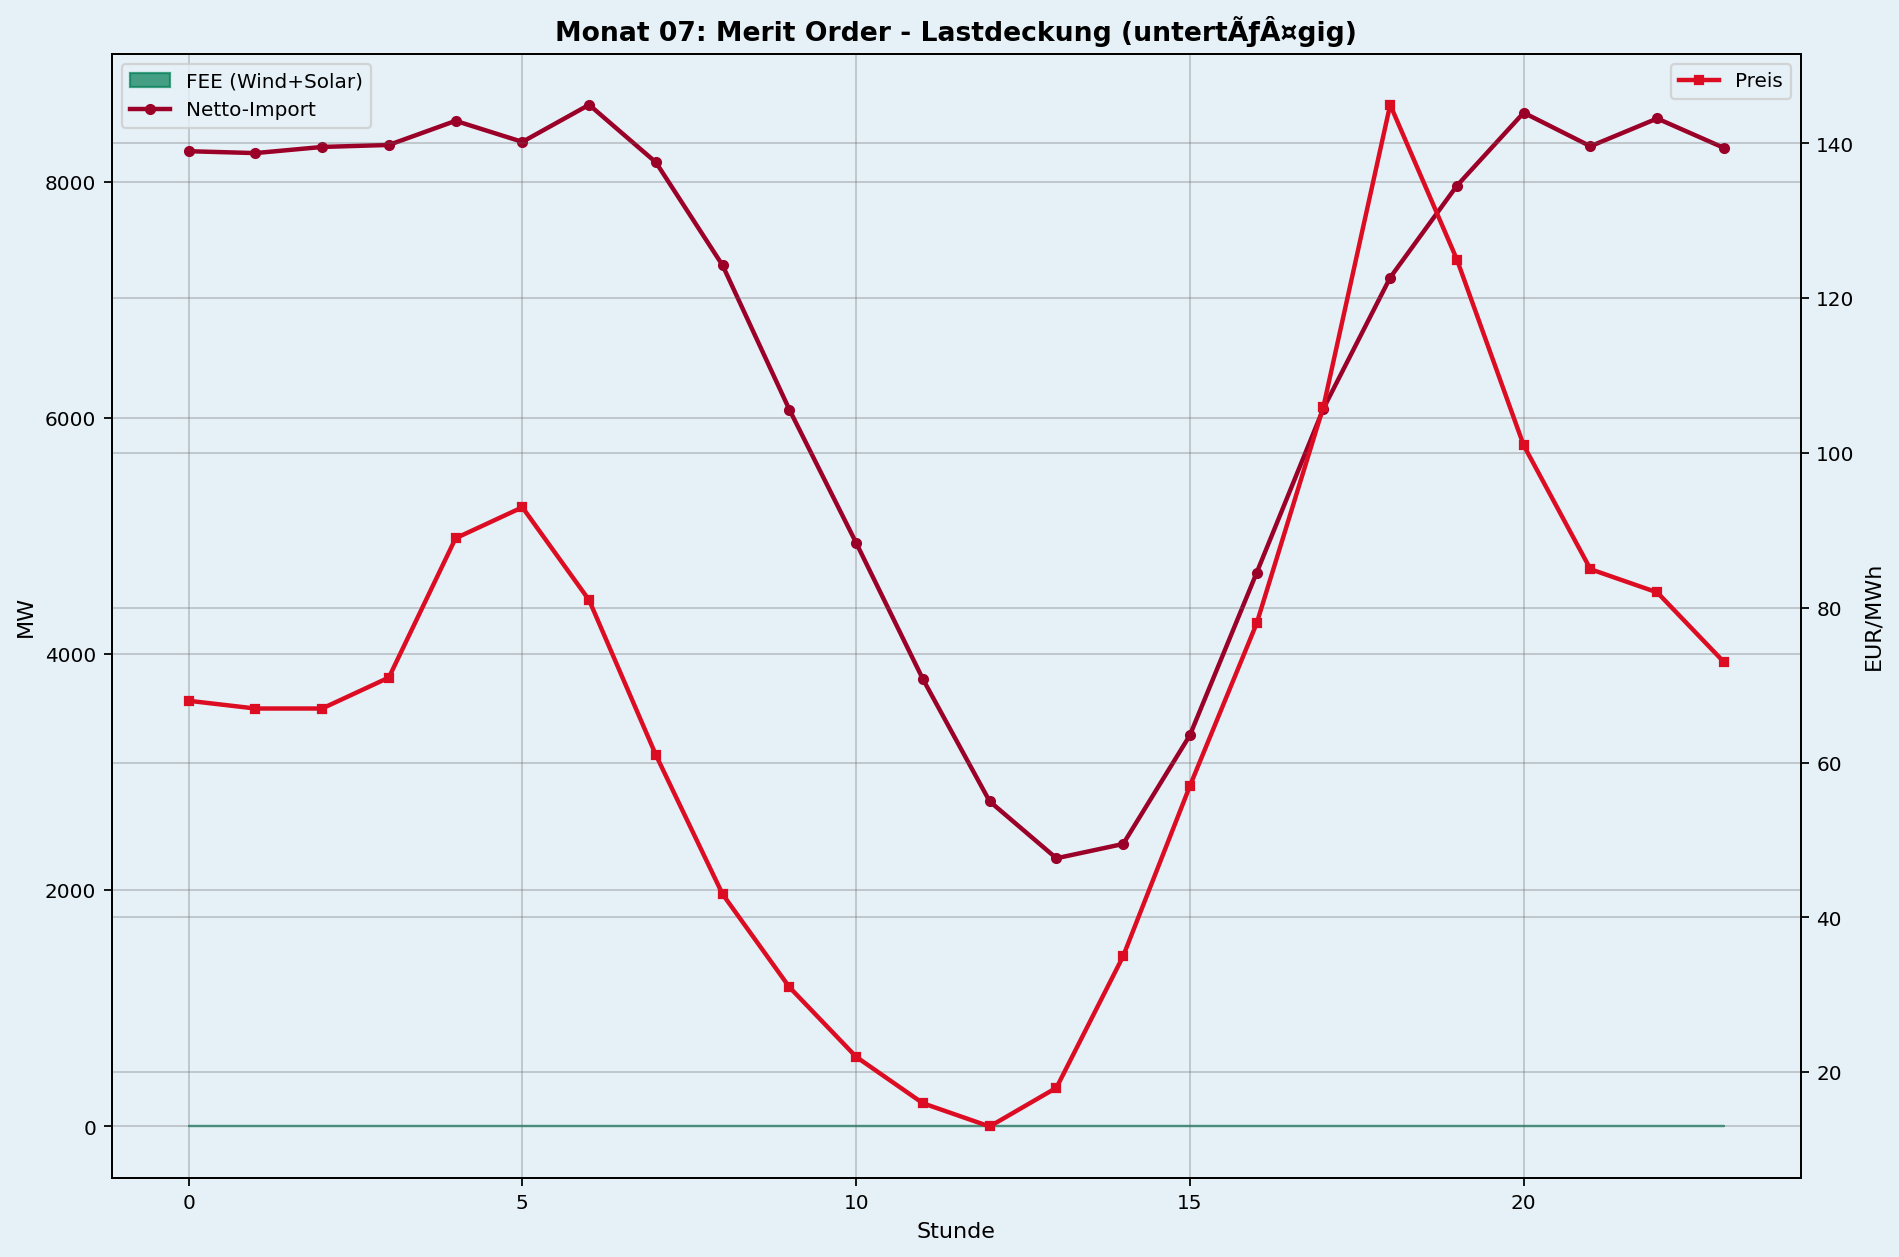 Monat 07: Merit Order - Lastdeckung (untertÃƒÂ¤gig)
FEE (Wind+Solar)
Netto-Import
Preis
MW
8000
6000
4000
2000
0
140
120
100
80
60
40
20
EUR/MWh
0
5
10
15
20
Stunde